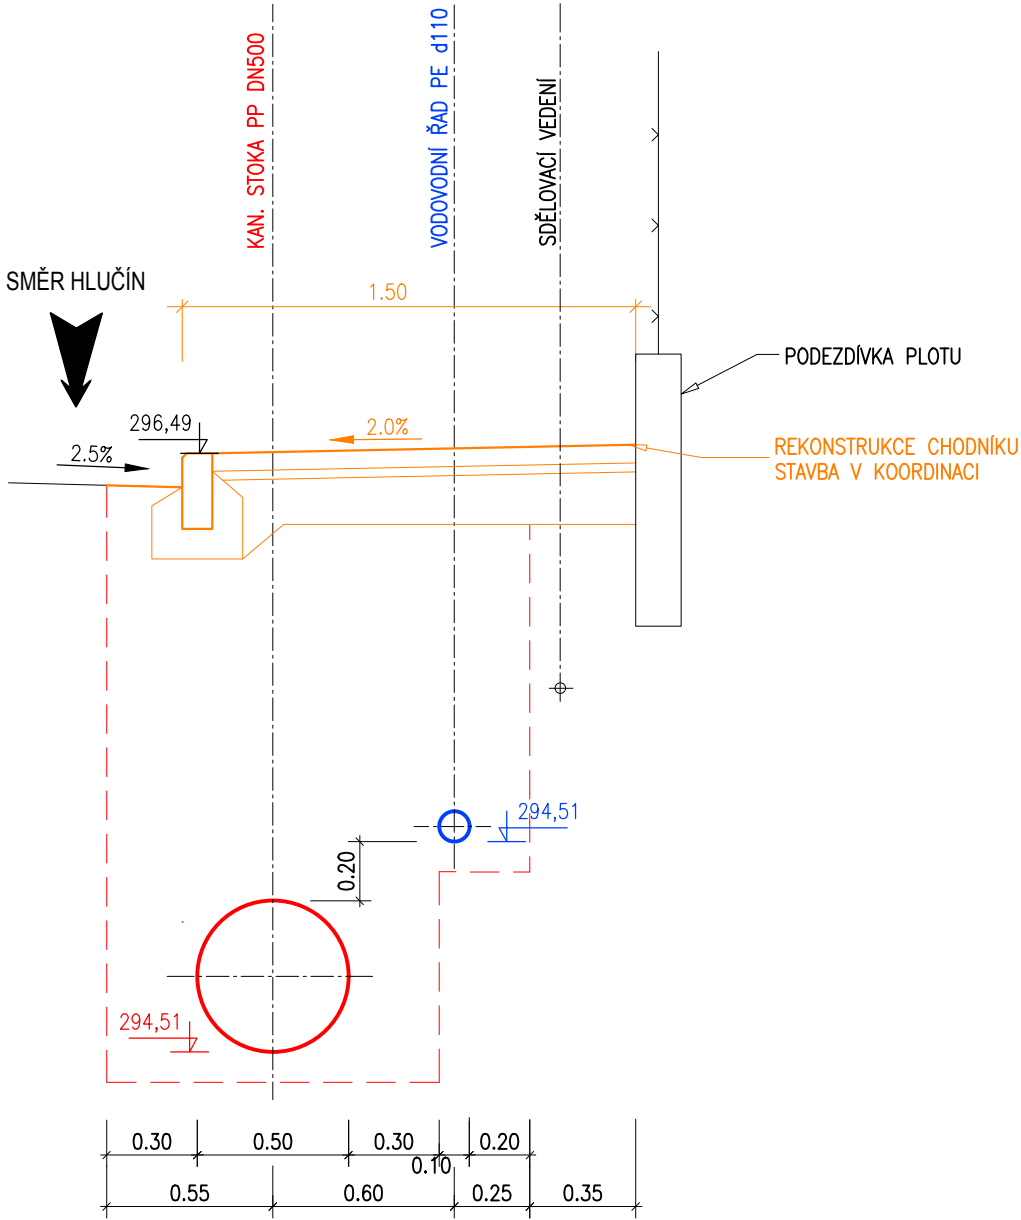 KAN. STOKA PP DN500
VODOVODNÍ ŘAD PE d110
SDĚLOVACÍ VEDENÍ
SMĚR HLUČÍN
1.50
PODEZDÍVKA PLOTU
296,49
2.0%
2.5%
REKONSTRUKCE CHODNÍKU
STAVBA V KOORDINACI
294,51
0.20
294,51
0.30
0.50
0.30
0.10
0.20
0.55
0.60
0.25
0.35